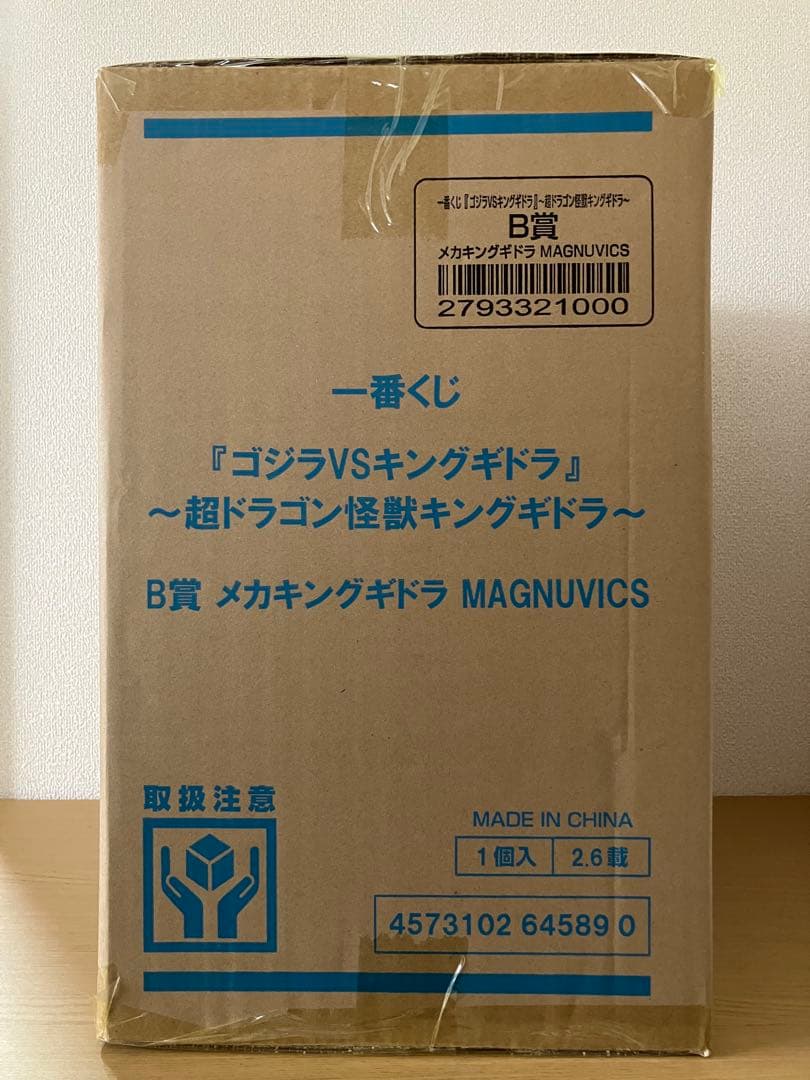 一番くじ『ゴジラVSキングギドラ』~超ドラゴン怪獣キングギドラ~
B賞
メカキングギドラ MAGNUVICS
2793321000
一番くじ
『ゴジラVSキングギドラ』
~超ドラゴン怪獣キングギドラ~
B賞 メカキングギドラ MAGNUVICS
取扱注意
MADE IN CHINA
1個入 2.6載
4573102 64589 0